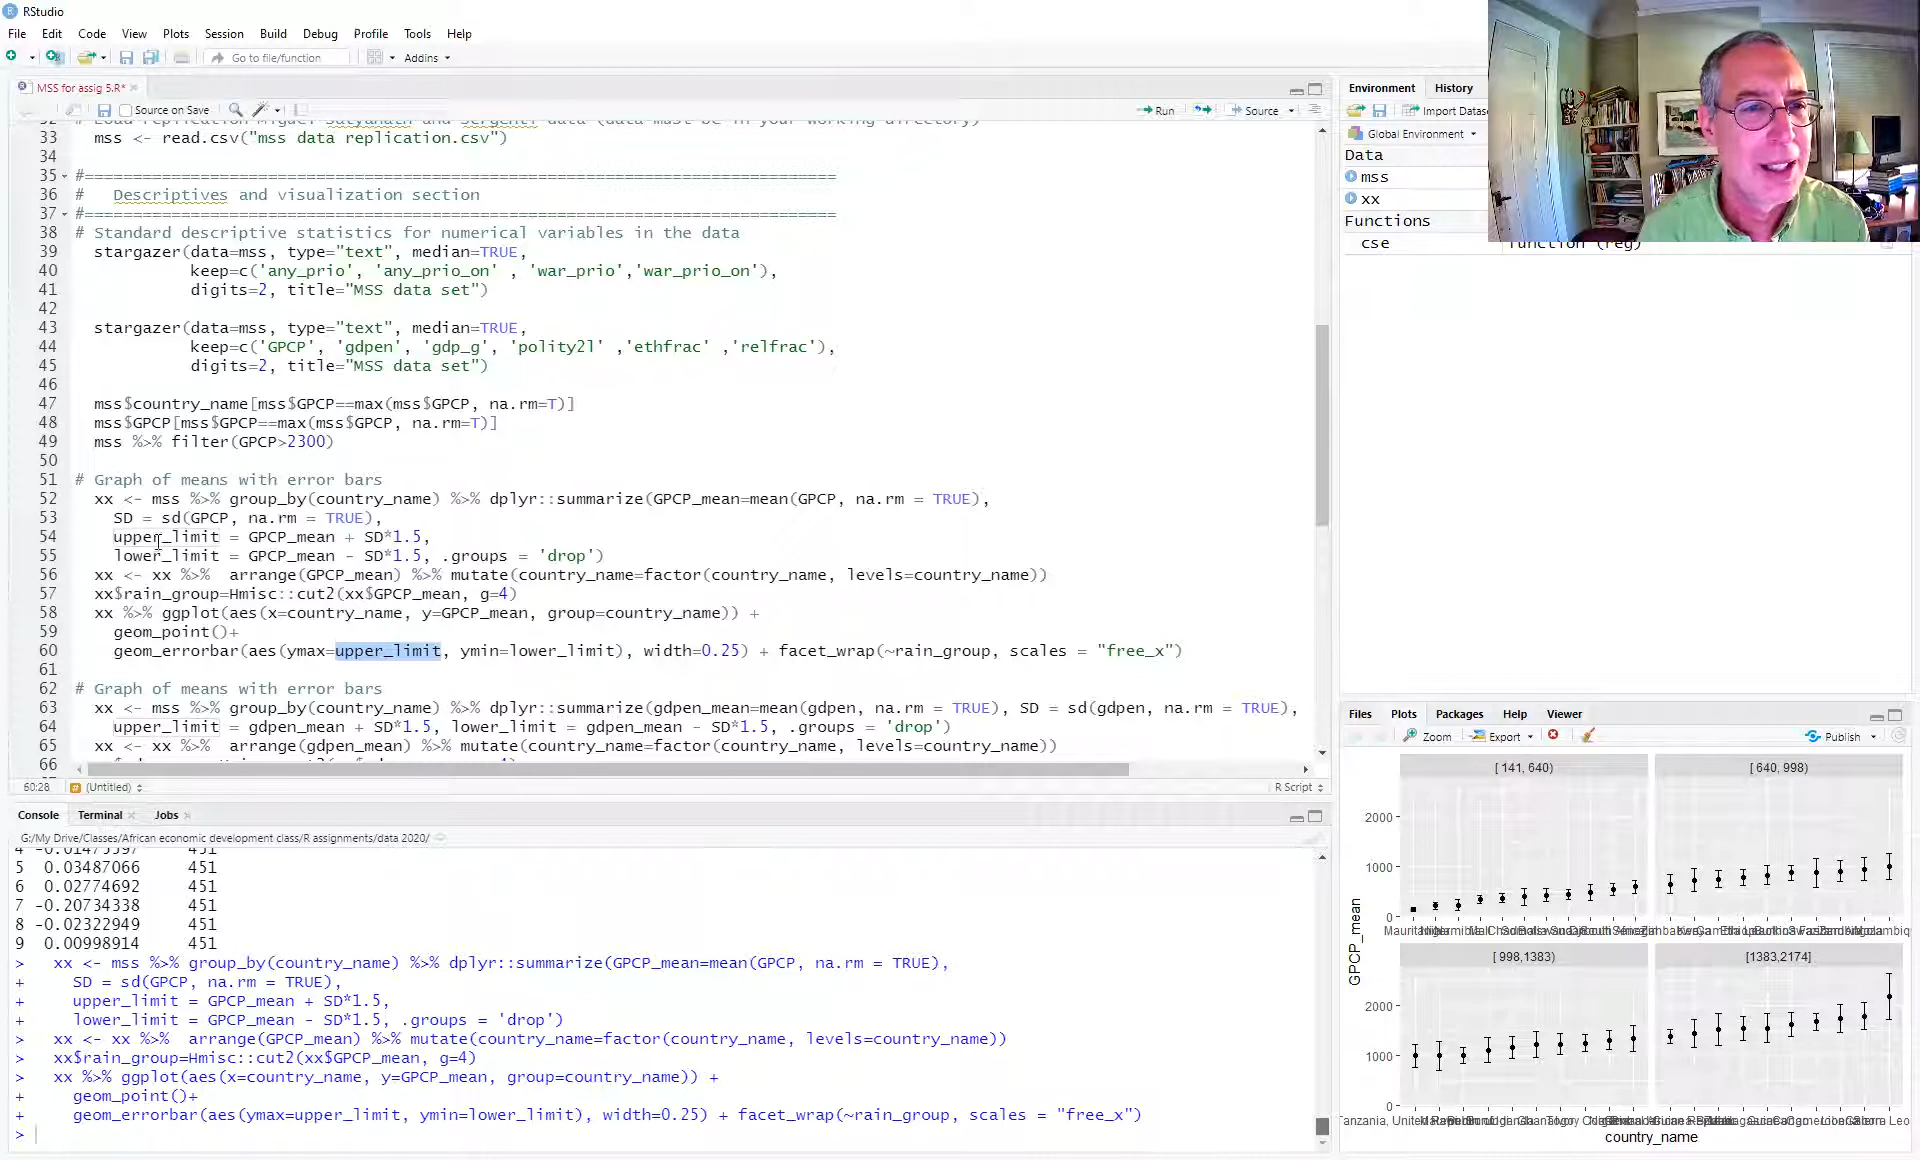 RStudio
File Edit Code View Plots Session Build Debug Profile Tools Help
Go to file/function Addins
MSS for assig 5.R*
Source on Save Run Source
33 mss <- read.csv("mss data replication.csv")
34
35 #===============================================================================
36 # Descriptives and visualization section
37 #===============================================================================
38 # Standard descriptive statistics for numerical variables in the data
39 stargazer(data=mss, type="text", median=TRUE,
40 keep=c('any_prio', 'any_prio_on' , 'war_prio','war_prio_on'),
41 digits=2, title="MSS data set")
42
43 stargazer(data=mss, type="text", median=TRUE,
44 keep=c('GPCP', 'gdpen', 'gdp_g', 'polity2l' ,'ethfrac' ,'relfrac'),
45 digits=2, title="MSS data set")
46
47 mss$country_name[mss$GPCP==max(mss$GPCP, na.rm=T)]
48 mss$GPCP[mss$GPCP==max(mss$GPCP, na.rm=T)]
49 mss %>% filter(GPCP>2300)
50
51 # Graph of means with error bars
52 xx <- mss %>% group_by(country_name) %>% dplyr::summarize(GPCP_mean=mean(GPCP, na.rm = TRUE),
53 SD = sd(GPCP, na.rm = TRUE),
54 upper_limit = GPCP_mean + SD*1.5,
55 lower_limit = GPCP_mean - SD*1.5, .groups = 'drop')
56 xx <- xx %>% arrange(GPCP_mean) %>% mutate(country_name=factor(country_name, levels=country_name))
57 xx$rain_group=Hmisc::cut2(xx$GPCP_mean, g=4)
58 xx %>% ggplot(aes(x=country_name, y=GPCP_mean, group=country_name)) +
59 geom_point()+
60 geom_errorbar(aes(ymax=upper_limit, ymin=lower_limit), width=0.25) + facet_wrap(~rain_group, scales = "free_x")
61
62 # Graph of means with error bars
63 xx <- mss %>% group_by(country_name) %>% dplyr::summarize(gdpen_mean=mean(gdpen, na.rm = TRUE), SD = sd(gdpen, na.rm = TRUE),
64 upper_limit = gdpen_mean + SD*1.5, lower_limit = gdpen_mean - SD*1.5, .groups = 'drop')
65 xx <- xx %>% arrange(gdpen_mean) %>% mutate(country_name=factor(country_name, levels=country_name))
66
60:28 (Untitled) R Script
Console Terminal Jobs
G:/My Drive/Classes/African economic development class/R assignments/data 2020/
5 0.03487066 451
6 0.02774692 451
7 -0.20734338 451
8 -0.02322949 451
9 0.00998914 451
> xx <- mss %>% group_by(country_name) %>% dplyr::summarize(GPCP_mean=mean(GPCP, na.rm = TRUE),
+ SD = sd(GPCP, na.rm = TRUE),
+ upper_limit = GPCP_mean + SD*1.5,
+ lower_limit = GPCP_mean - SD*1.5, .groups = 'drop')
> xx <- xx %>% arrange(GPCP_mean) %>% mutate(country_name=factor(country_name, levels=country_name))
> xx$rain_group=Hmisc::cut2(xx$GPCP_mean, g=4)
> xx %>% ggplot(aes(x=country_name, y=GPCP_mean, group=country_name)) +
+ geom_point()+
+ geom_errorbar(aes(ymax=upper_limit, ymin=lower_limit), width=0.25) + facet_wrap(~rain_group, scales = "free_x")
>
Environment History
Import Datase
Global Environment
Data
mss
xx
Functions
cse function (reg)
Files Plots Packages Help Viewer
Zoom Export Publish
[ 141, 640) [ 640, 998)
2000
1000
0
[ 998,1383) [1383,2174]
2000
1000
0
GPCP_mean
country_name